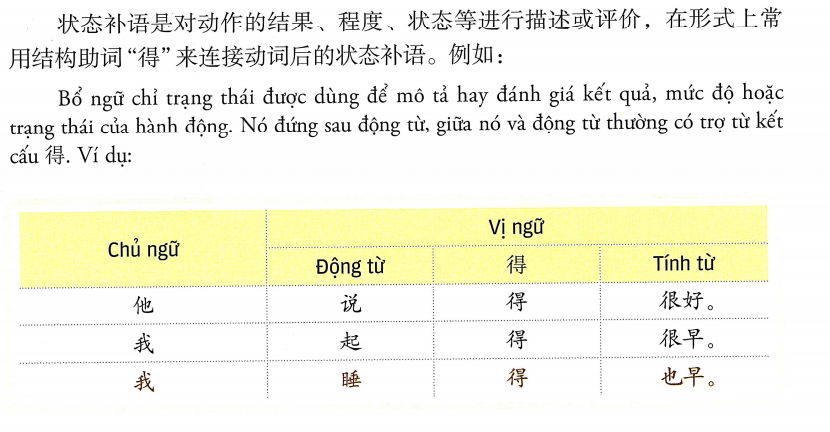 状态补语是对动作的结果、程度、状态等进行描述或评价，在形式上常
用结构助词“得”来连接动词后的状态补语。例如：
Bổ ngữ chỉ trạng thái được dùng để mô tả hay đánh giá kết quả, mức độ hoặc
trạng thái của hành động. Nó đứng sau động từ, giữa nó và động từ thường có trợ từ kết
cấu 得. Ví dụ:
Chủ ngữ Vị ngữ
Động từ 得 Tính từ
他 说 得 很好。
我 起 得 很早。
我 睡 得 也早。